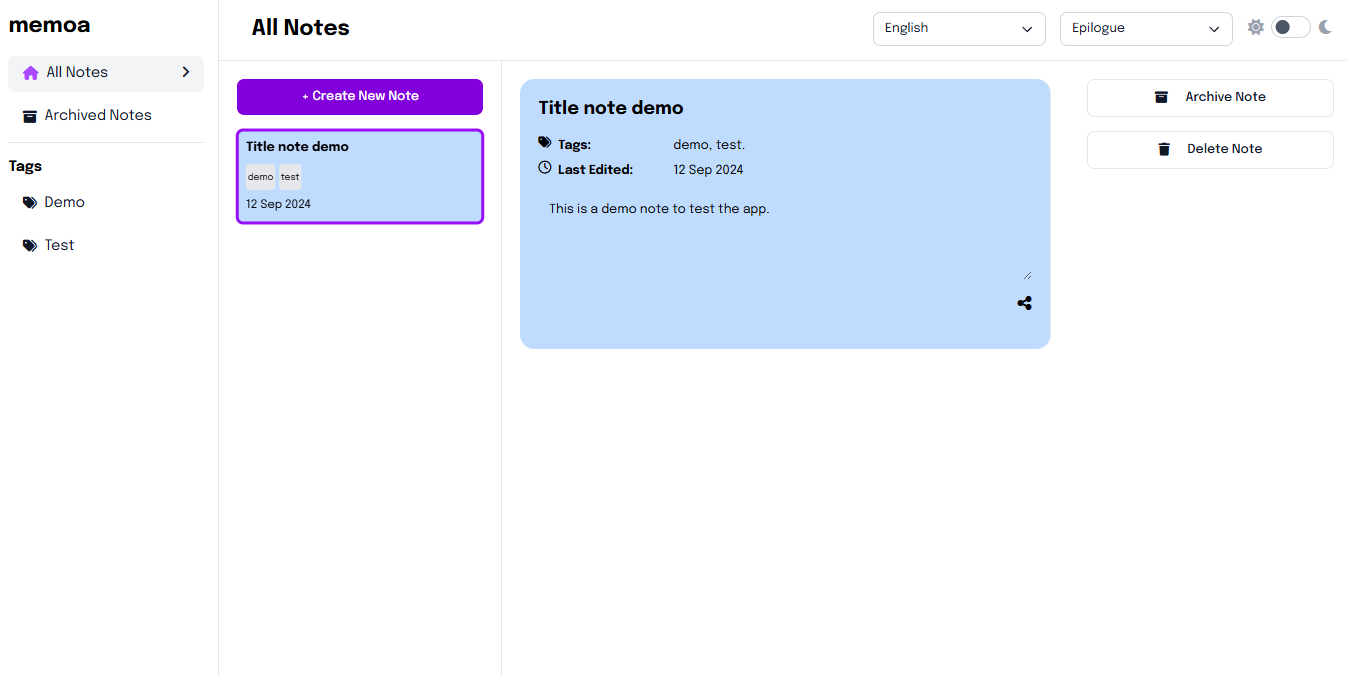 memoa
All Notes
Archived Notes
Tags
Demo
Test
All Notes
English
Epilogue
+ Create New Note
Title note demo
demo test
12 Sep 2024
Title note demo
Tags: demo, test.
Last Edited: 12 Sep 2024
This is a demo note to test the app.
Archive Note
Delete Note